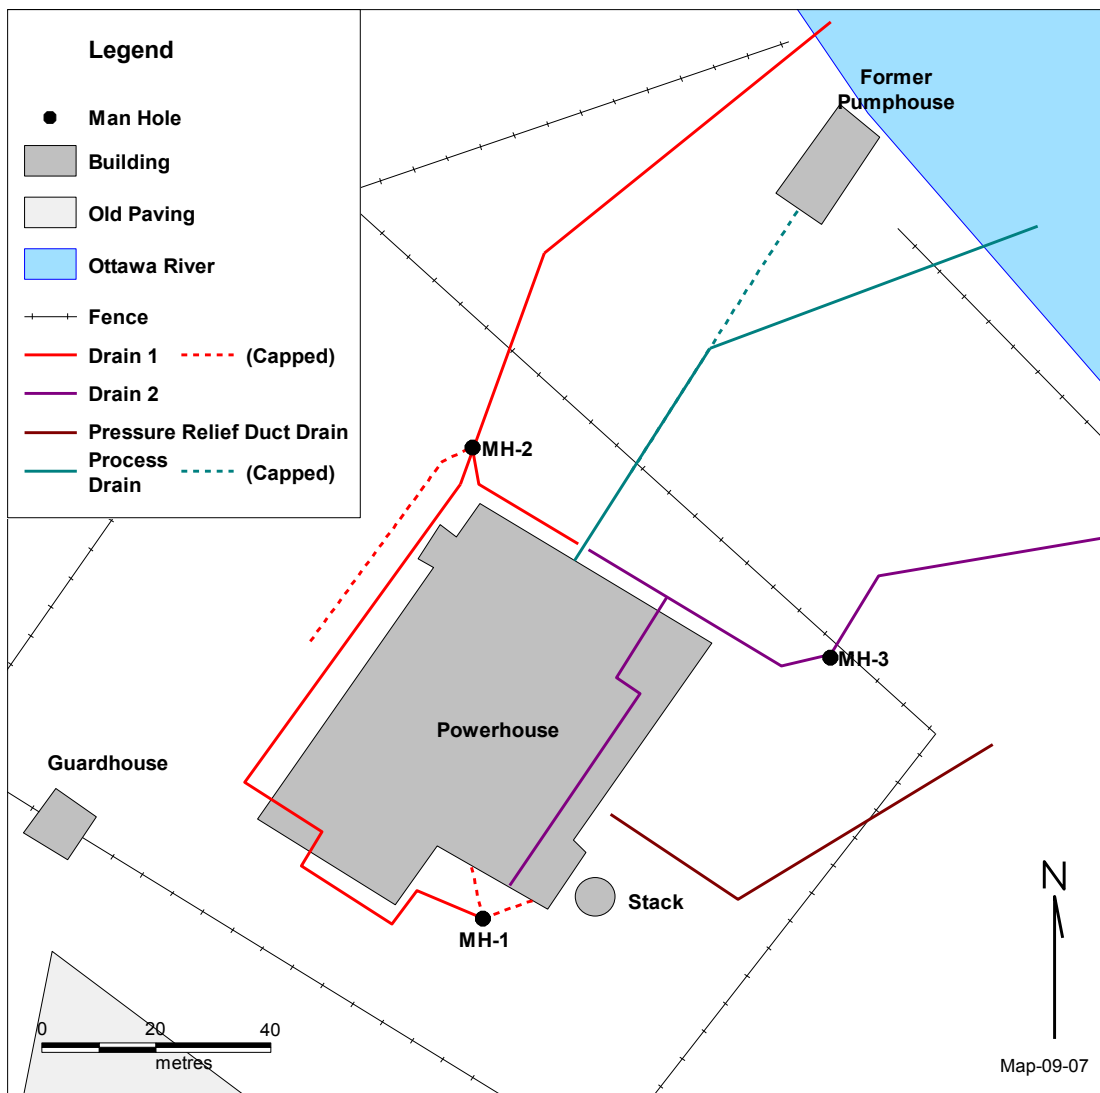 Legend
Man Hole
Building
Old Paving
Ottawa River
Fence
Drain 1 (Capped)
Drain 2
Pressure Relief Duct Drain
Process
Drain
(Capped)
Former
Pumphouse
MH-2
MH-3
Powerhouse
Guardhouse
Stack
MH-1
N
0 20 40
metres
Map-09-07